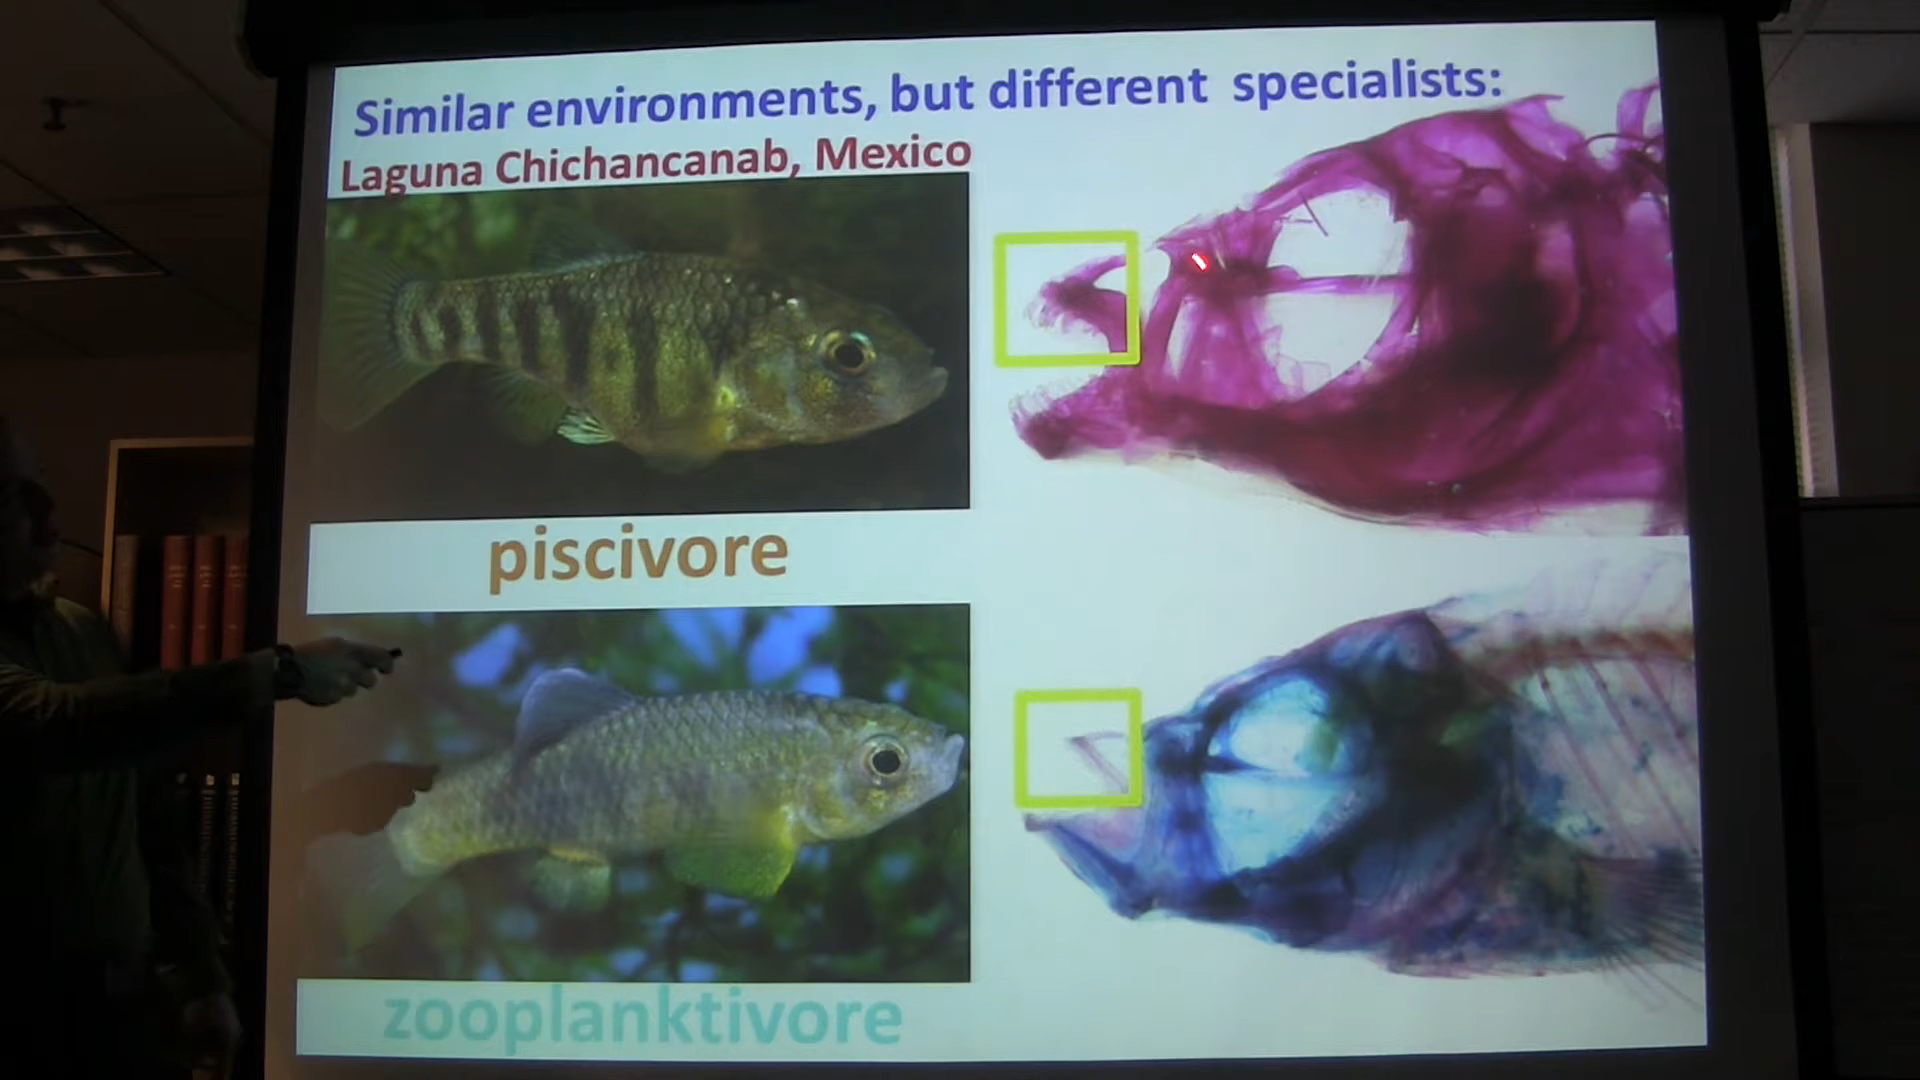 Similar environments, but different specialists:
Laguna Chichancanab, Mexico
piscivore
zooplanktivore